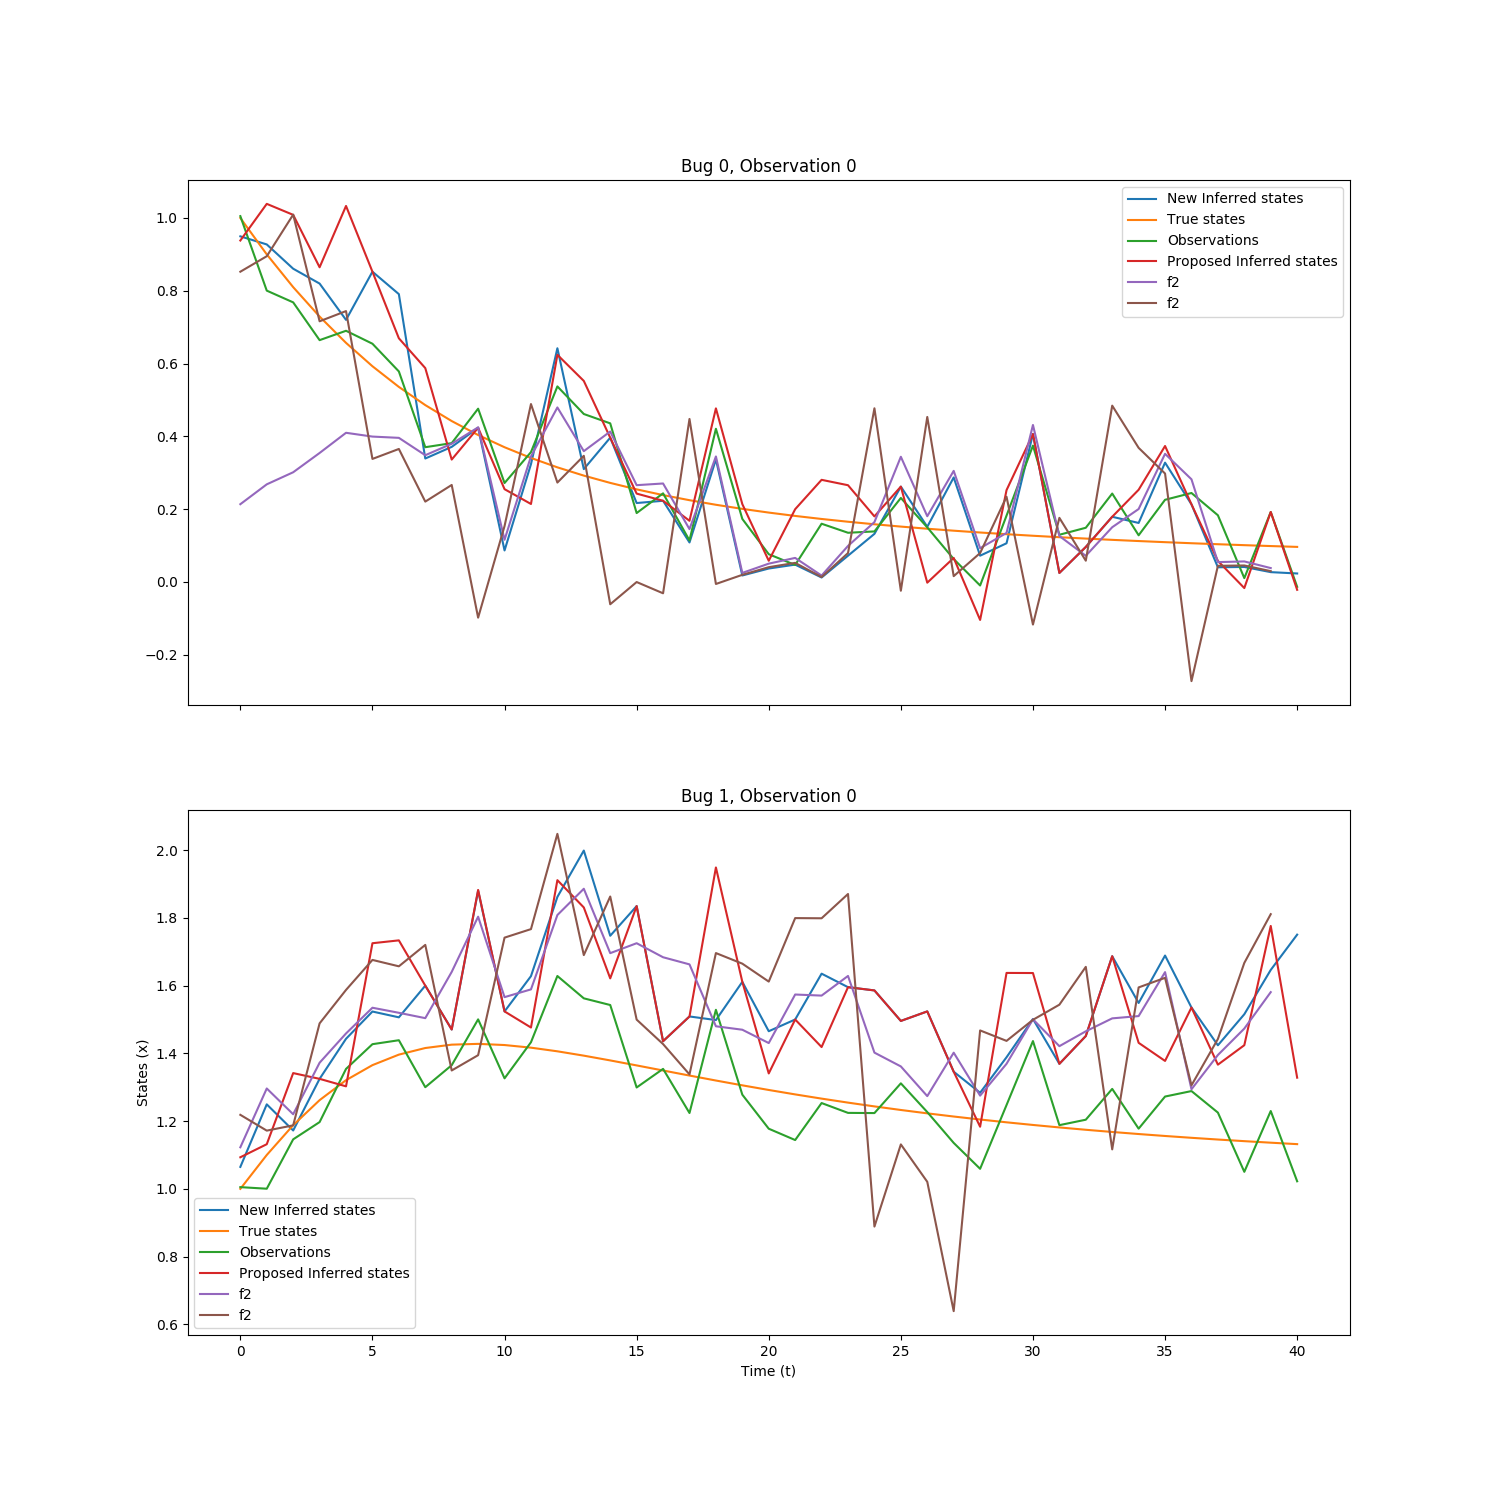 Bug 0, Observation 0
1.0
0.8
0.6
0.4
0.2
0.0
−0.2
New Inferred states
True states
Observations
Proposed Inferred states
f2
f2
Bug 1, Observation 0
States (x)
2.0
1.8
1.6
1.4
1.2
1.0
0.8
0.6
New Inferred states
True states
Observations
Proposed Inferred states
f2
f2
0 5 10 15 20 25 30 35 40
Time (t)